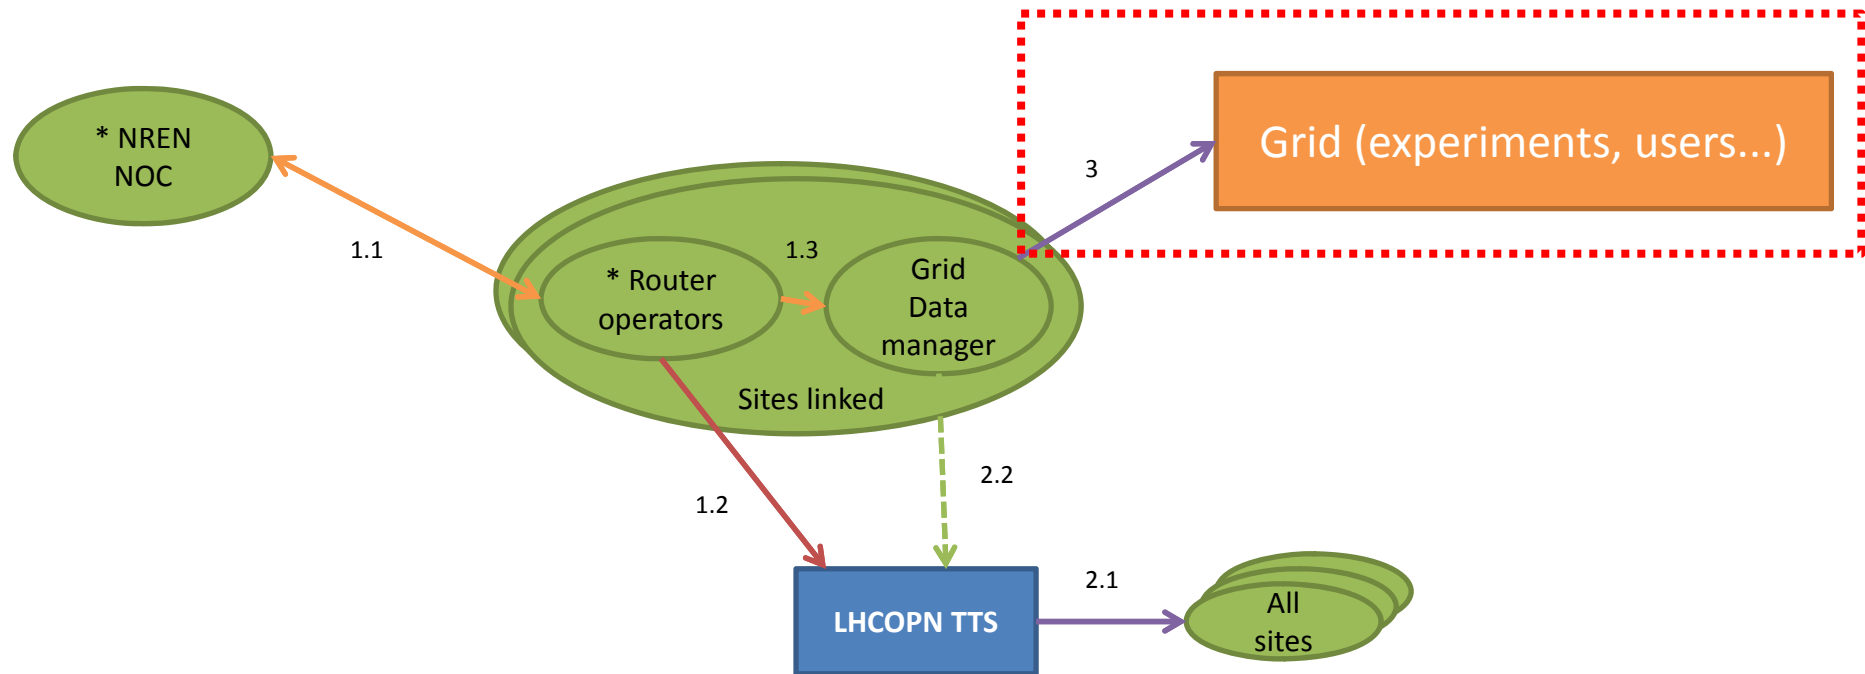 * NREN
NOC
Grid (experiments, users...)
3
1.1
1.3
* Router
operators
Grid
Data
manager
Sites linked
2.2
1.2
2.1
LHCOPN TTS
All
sites